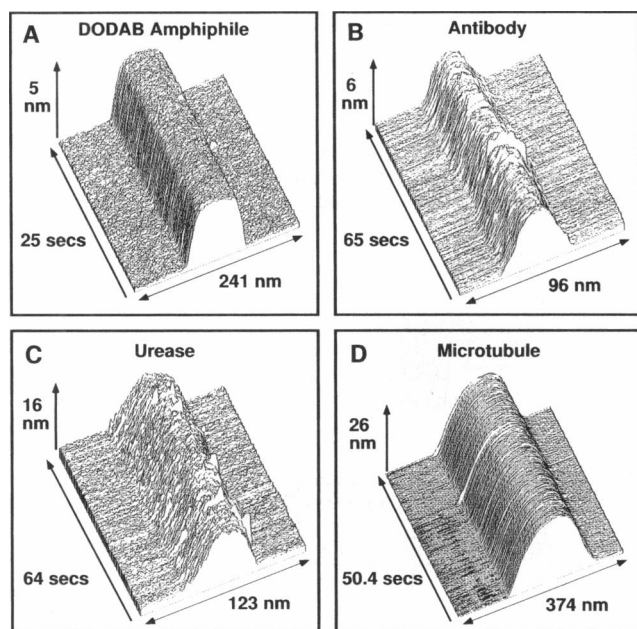 A DODAB Amphiphile
5
nm
25 secs
241 nm
B Antibody
6
nm
65 secs
96 nm
C Urease
16
nm
64 secs
123 nm
D Microtubule
26
nm
50.4 secs
374 nm